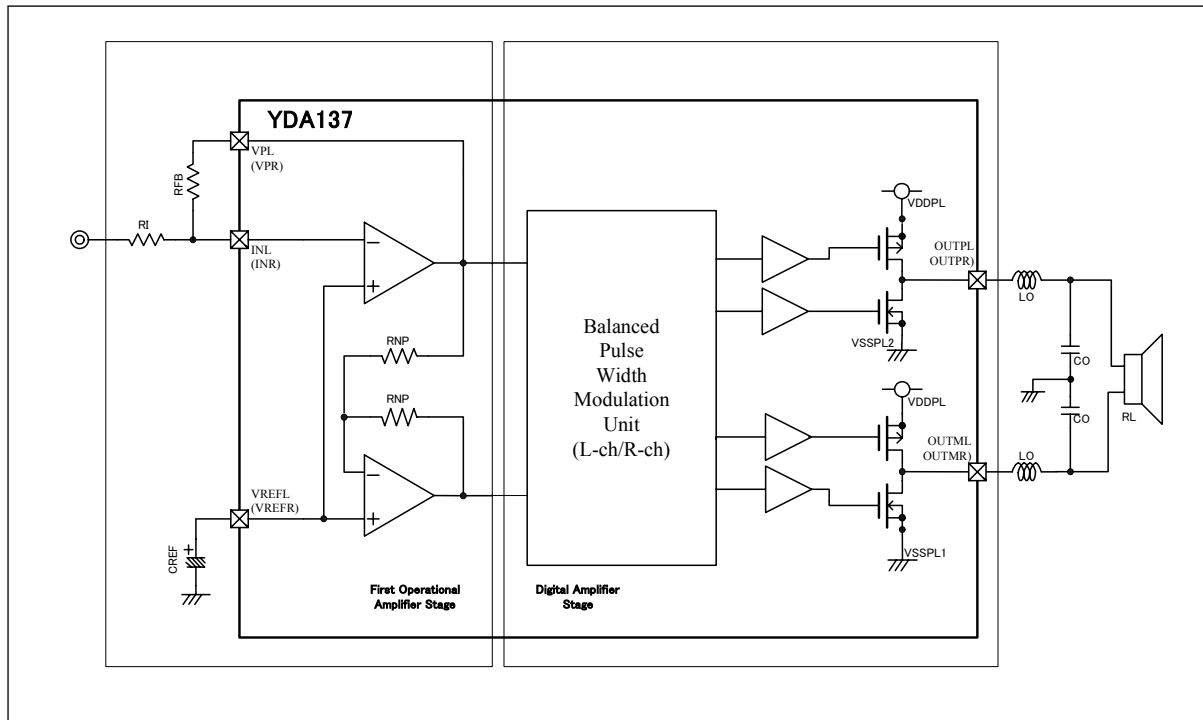 YDA137
VPL
(VPR)
RFB
RI
INL
(INR)
VREFL
(VREFR)
CREF
+
−
+
RNP
RNP
−
+
First Operational
Amplifier Stage
Balanced
Pulse
Width
Modulation
Unit
(L-ch/R-ch)
Digital Amplifier
Stage
VDDPL
OUTPL
OUTPR)
VSSPL2
LO
CO
CO
RL
VDDPL
OUTML
OUTMR)
LO
VSSPL1